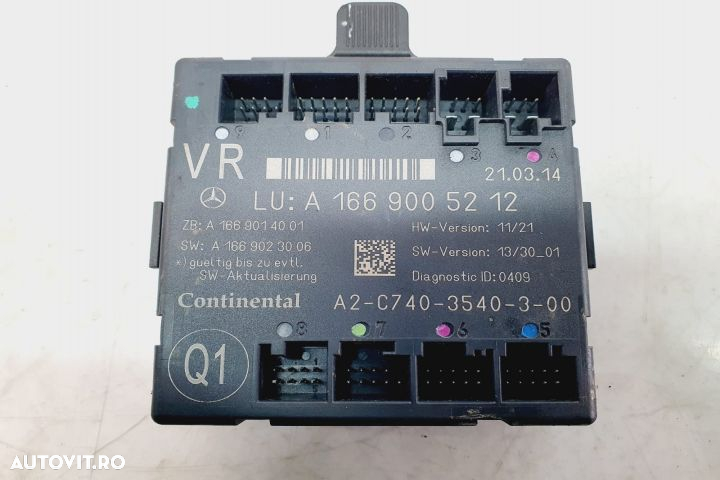 9 1 2 3 4
VR
21.03.14
LU: A 166 900 52 12
ZB: A 166 901 40 01
HW-Version: 11/21
SW: A 166 902 30 06
SW-Version: 13/30_01
*)gueltig bis zu evtl.
SW-Aktualisierung
Diagnostic ID: 0409
Continental
A2-C740-3540-3-00
8 7 6 5
Q1
AUTOVIT.RO